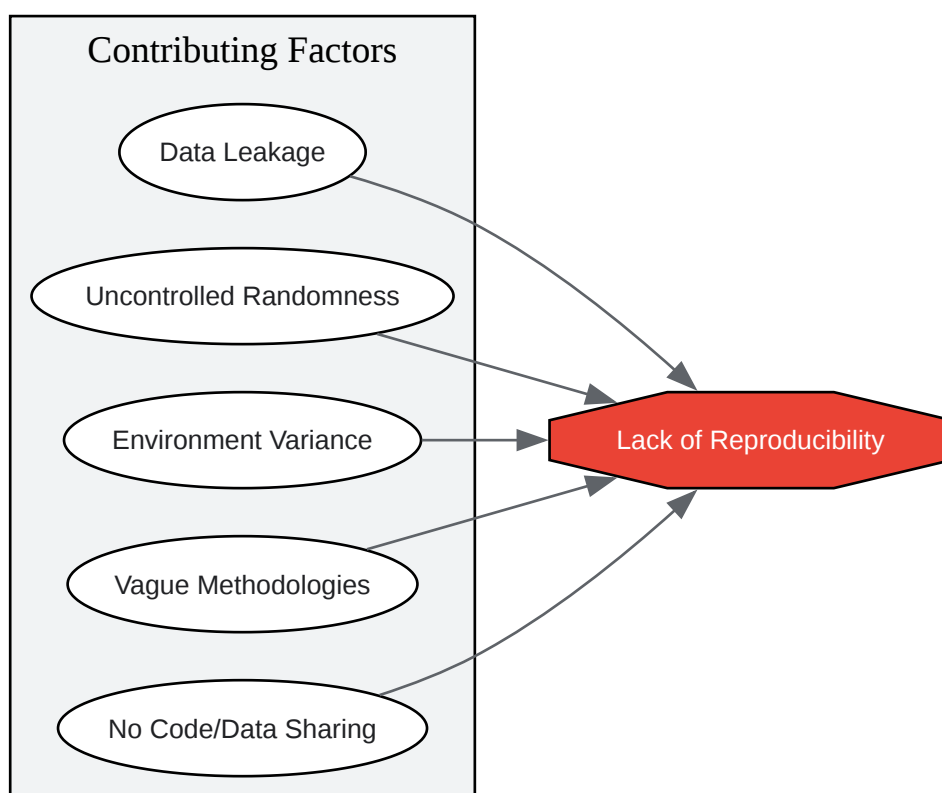 Contributing Factors
Data Leakage
Uncontrolled Randomness
Environment Variance
Lack of Reproducibility
Vague Methodologies
No Code/Data Sharing